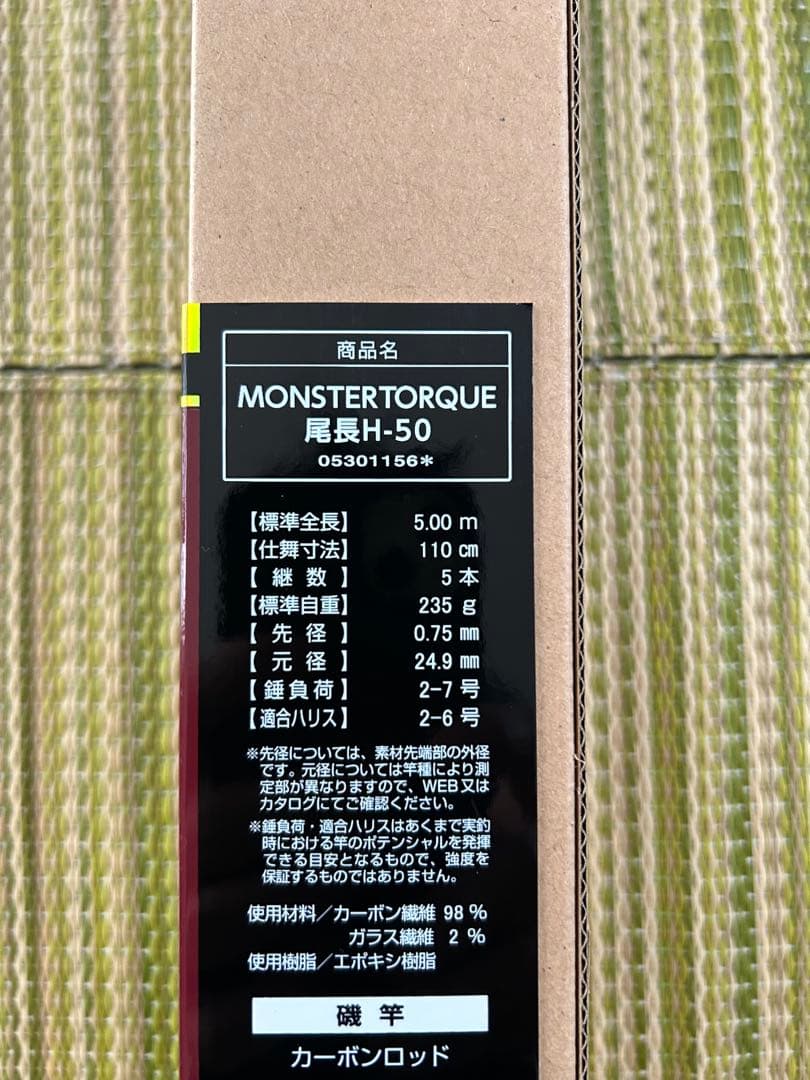 商品名
MONSTERTORQUE
尾長H-50
05301156*
【標準全長】 5.00 m
【仕舞寸法】 110 cm
【継数】 5 本
【標準自重】 235 g
【先径】 0.75 mm
【元径】 24.9 mm
【錘負荷】 2-7 号
【適合ハリス】 2-6 号
※先径については、素材先端部の外径
です。元径については竿種により測
定部が異なりますので、WEB又は
カタログにてご確認ください。
※錘負荷・適合ハリスはあくまで実釣
時における竿のポテンシャルを発揮
できる目安となるもので、強度を
保証するものではありません。
使用材料/カーボン繊維 98 %
ガラス繊維 2 %
使用樹脂/エポキシ樹脂
磯 竿
カーボンロッド